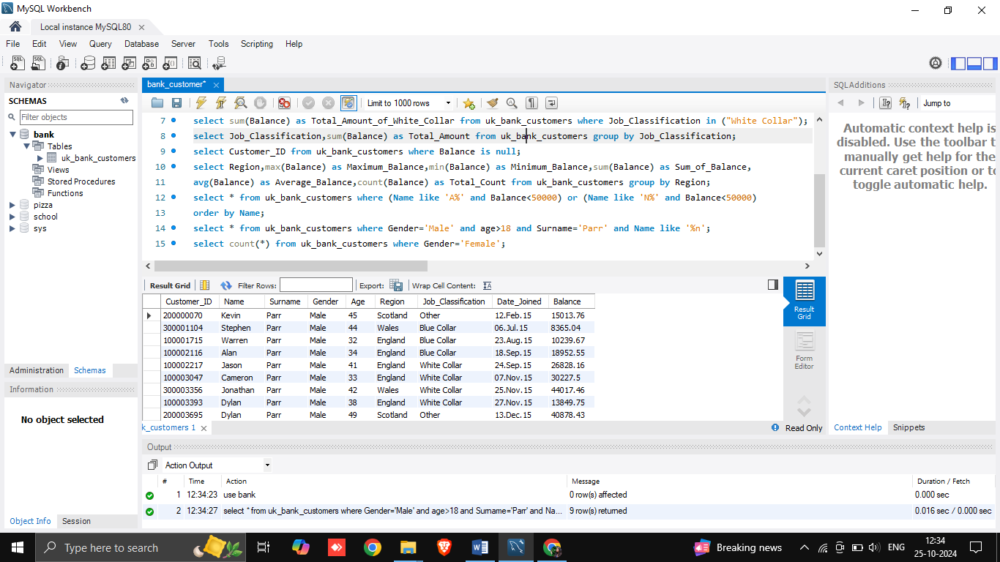 MySQL Workbench
Local instance MySQL80
File Edit View Query Database Server Tools Scripting Help
Navigator
SCHEMAS
Filter objects
bank
Tables
uk_bank_customers
Views
Stored Procedures
Functions
pizza
school
sys
Administration Schemas
Information
No object selected
Object Info Session
bank_customer*
Limit to 1000 rows
7 select sum(Balance) as Total_Amount_of_White_Collar from uk_bank_customers where Job_Classification in ("White Collar");
8 select Job_Classification,sum(Balance) as Total_Amount from uk_bank_customers group by Job_Classification;
9 select Customer_ID from uk_bank_customers where Balance is null;
10 select Region,max(Balance) as Maximum_Balance,min(Balance) as Minimum_Balance,sum(Balance) as Sum_of_Balance,
11 avg(Balance) as Average_Balance,count(Balance) as Total_Count from uk_bank_customers group by Region;
12 select * from uk_bank_customers where (Name like 'A%' and Balance<50000) or (Name like 'N%' and Balance<50000)
13 order by Name;
14 select * from uk_bank_customers where Gender='Male' and age>18 and Surname='Parr' and Name like '%n';
15 select count(*) from uk_bank_customers where Gender='Female';
Result Grid Filter Rows: Export: Wrap Cell Content:
Customer_ID Name Surname Gender Age Region Job_Classification Date_Joined Balance
200000070 Kevin Parr Male 45 Scotland Other 12.Feb.15 15013.76
300001104 Stephen Parr Male 44 Wales Blue Collar 06.Jul.15 8365.04
100001715 Warren Parr Male 32 England Blue Collar 23.Aug.15 10239.67
100002116 Alan Parr Male 34 England Blue Collar 18.Sep.15 18952.55
100002217 Jason Parr Male 41 England White Collar 24.Sep.15 26828.16
100003047 Cameron Parr Male 33 England White Collar 07.Nov.15 30227.5
300003356 Jonathan Parr Male 42 Wales White Collar 25.Nov.15 44017.46
100003393 Dylan Parr Male 38 England White Collar 27.Nov.15 13849.75
200003695 Dylan Parr Male 49 Scotland Other 13.Dec.15 40878.43
Result
Grid
Form
Editor
k_customers 1
Read Only
SQLAdditions
Jump to
Automatic context help is
disabled. Use the toolbar t
manually get help for the
current caret position or to
toggle automatic help.
Context Help Snippets
Output
Action Output
# Time Action Message Duration / Fetch
1 12:34:23 use bank 0 row(s) affected 0.000 sec
2 12:34:27 select * from uk_bank_customers where Gender='Male' and age>18 and Surname='Parr' and Na... 9 row(s) returned 0.016 sec / 0.000 sec
Type here to search
Breaking news
ENG
12:34
25-10-2024